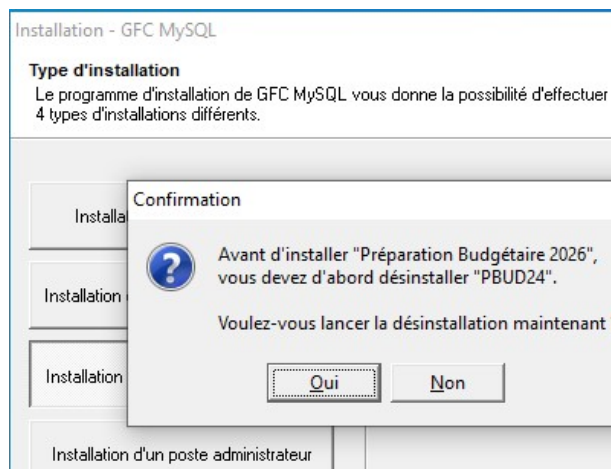 Installation - GFC MySQL
Type d'installation
Le programme d'installation de GFC MySQL vous donne la possibilité d'effectuer
4 types d'installations différents.
Confirmation
Avant d'installer "Préparation Budgétaire 2026",
vous devez d'abord désinstaller "PBUD24".
Voulez-vous lancer la désinstallation maintenant
Oui
Non
Installation
Installation
Installation d'un poste administrateur